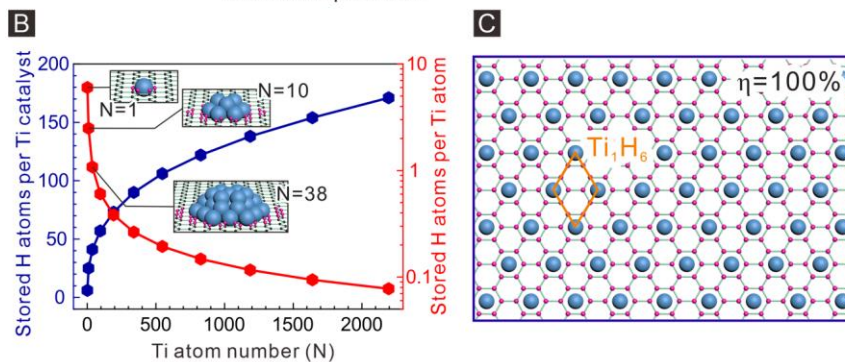 B
C
Stored H atoms per Ti catalyst
200
150
100
50
0
N=1
N=10
N=38
10
1
0.1
Stored H atoms per Ti atom
0
500
1000
1500
2000
Ti atom number (N)
η=100%
Ti₁H₆